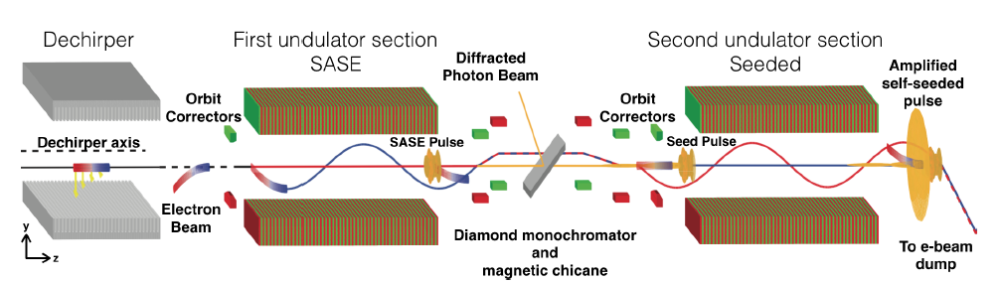 Dechirper
First undulator section
SASE
Second undulator section
Seeded
Diffracted
Photon Beam
Amplified
self-seeded
pulse
Orbit
Correctors
Orbit
Correctors
Dechirper axis
SASE Pulse
Seed Pulse
Electron
Beam
Diamond monochromator
and
magnetic chicane
To e-beam
dump
y
z